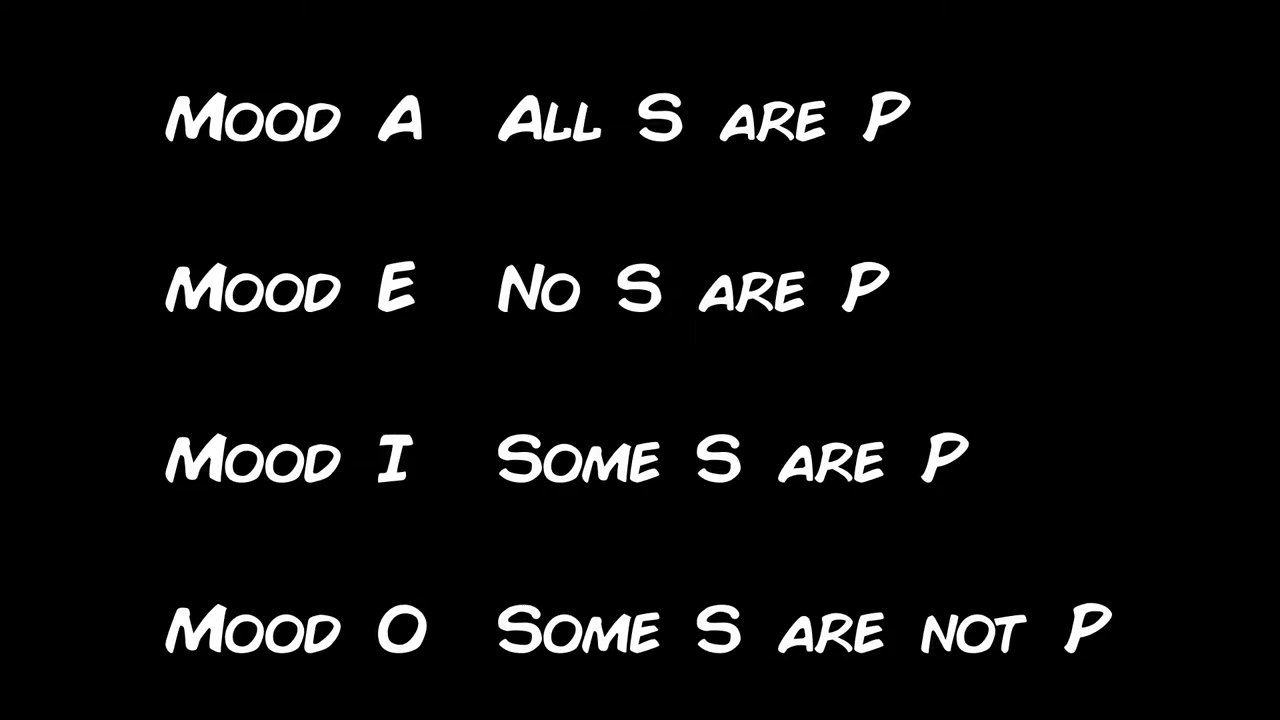 Mood A All S are P
Mood E No S are P
Mood I Some S are P
Mood O Some S are not P